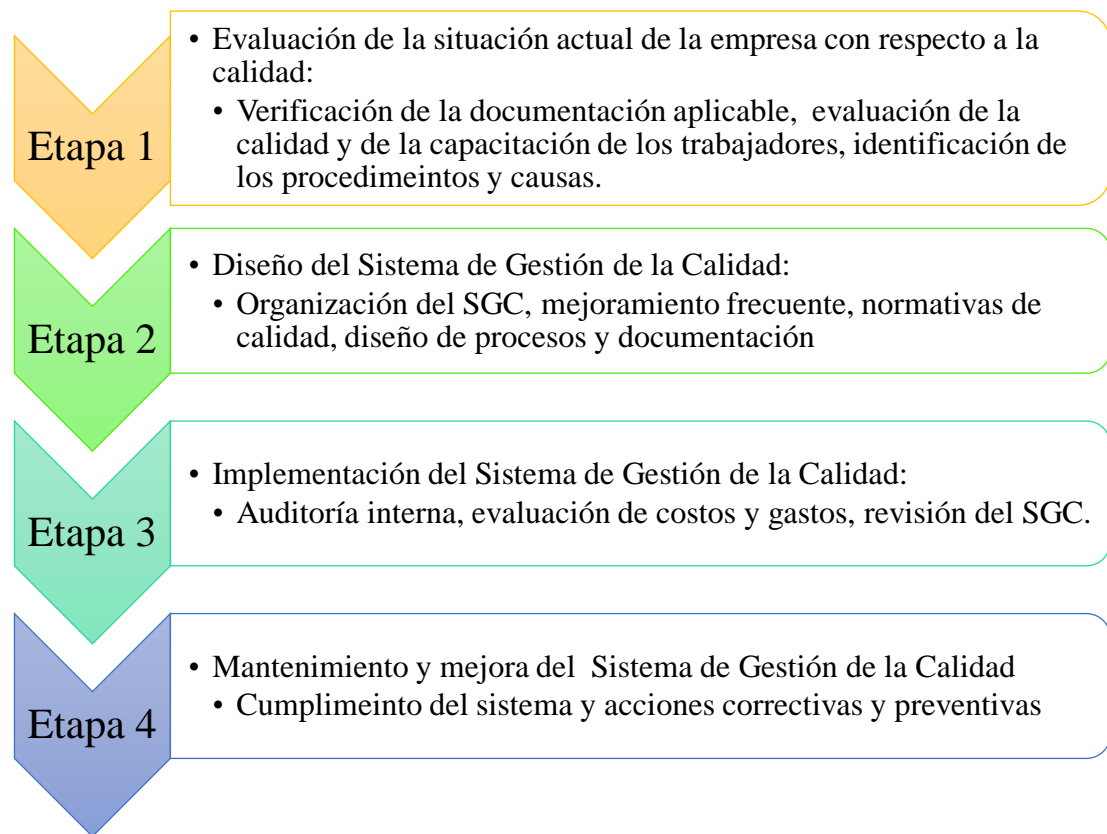 Etapa 1
• Evaluación de la situación actual de la empresa con respecto a la
calidad:
• Verificación de la documentación aplicable, evaluación de la
calidad y de la capacitación de los trabajadores, identificación de
los procedimeintos y causas.
Etapa 2
• Diseño del Sistema de Gestión de la Calidad:
• Organización del SGC, mejoramiento frecuente, normativas de
calidad, diseño de procesos y documentación
Etapa 3
• Implementación del Sistema de Gestión de la Calidad:
• Auditoría interna, evaluación de costos y gastos, revisión del SGC.
Etapa 4
• Mantenimiento y mejora del Sistema de Gestión de la Calidad
• Cumplimeinto del sistema y acciones correctivas y preventivas